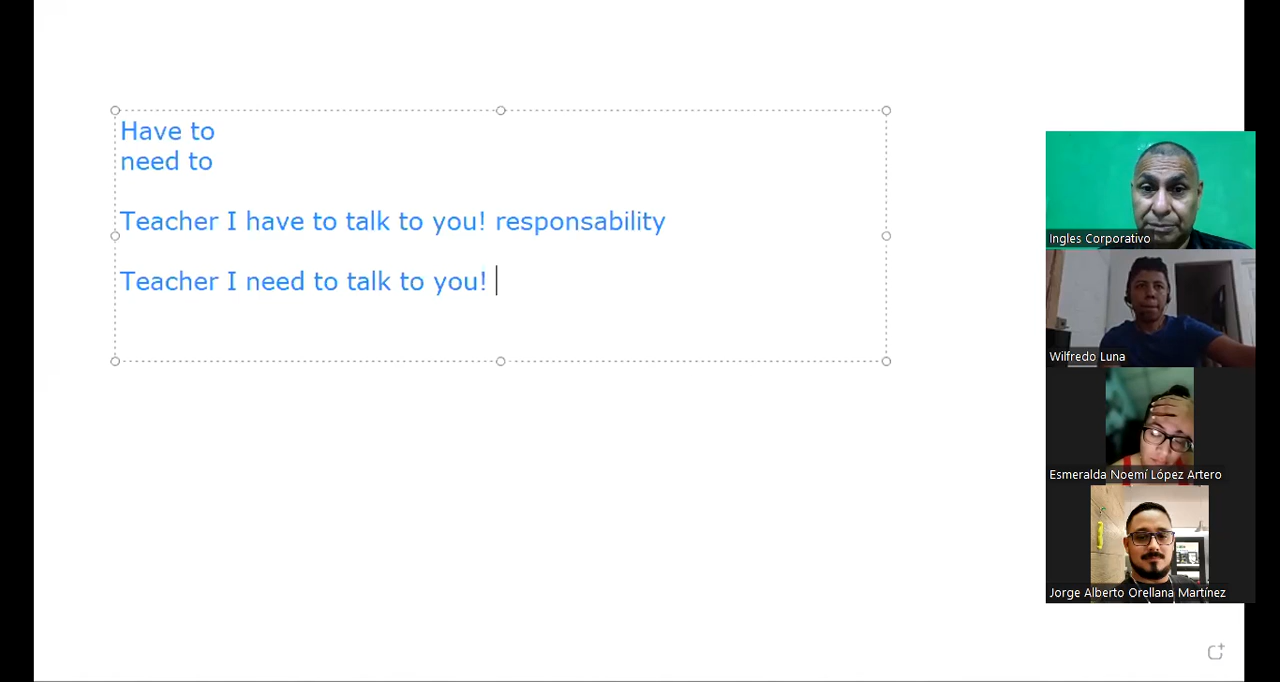 Have to
need to
Teacher I have to talk to you! responsability
Teacher I need to talk to you!
Ingles Corporativo
Wilfredo Luna
Esmeralda Noemí López Artero
Jorge Alberto Orellana Martínez